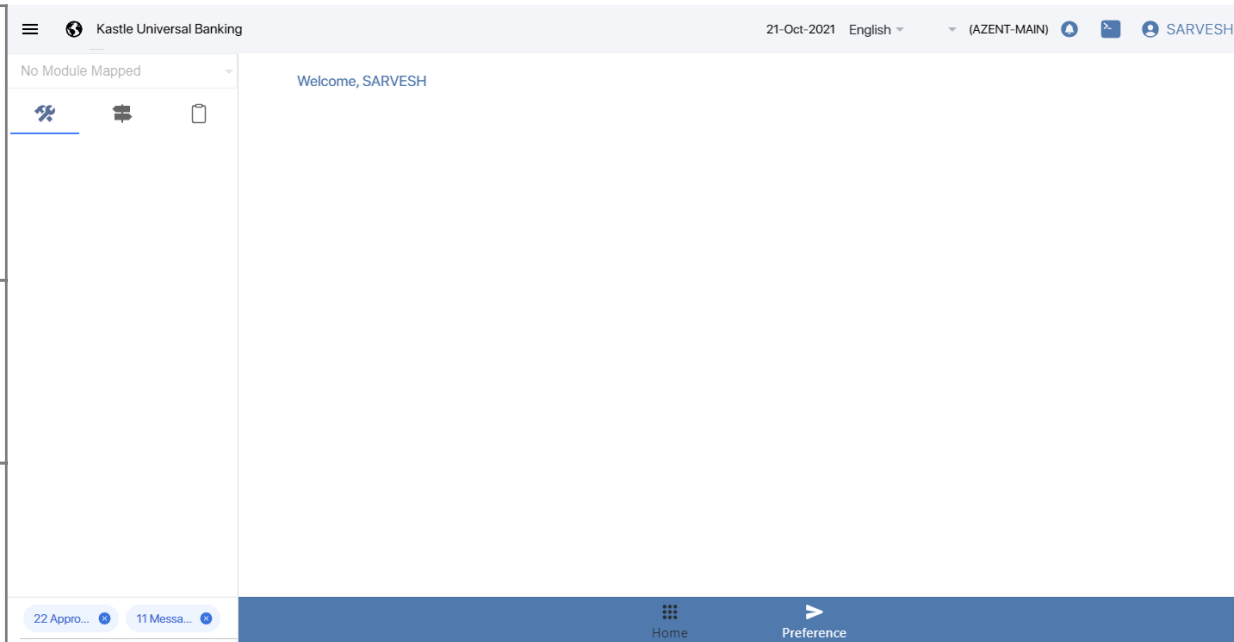 Kastle Universal Banking
21-Oct-2021 English (AZENT-MAIN) SARVESH
No Module Mapped
Welcome, SARVESH
22 Appro... 11 Messa...
Home Preference